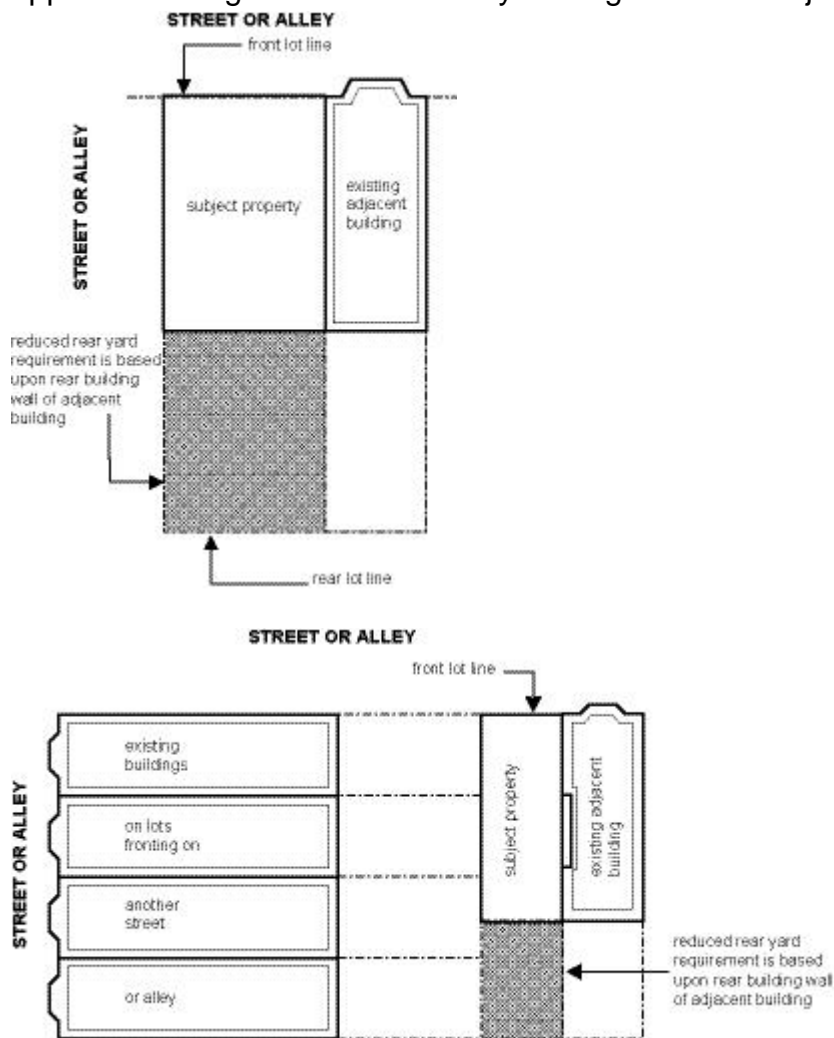 STREET OR ALLEY
front lot line
STREET OR ALLEY
subject property
existing
adjacent
building
reduced rear yard
requirement is based
upon rear building
wall of adjacent
building
rear lot line
STREET OR ALLEY
front lot line
STREET OR ALLEY
existing
buildings
on lots
fronting on
another
street
or alley
subject property
existing adjacent
building
reduced rear yard
requirement is based
upon rear building wall
of adjacent building